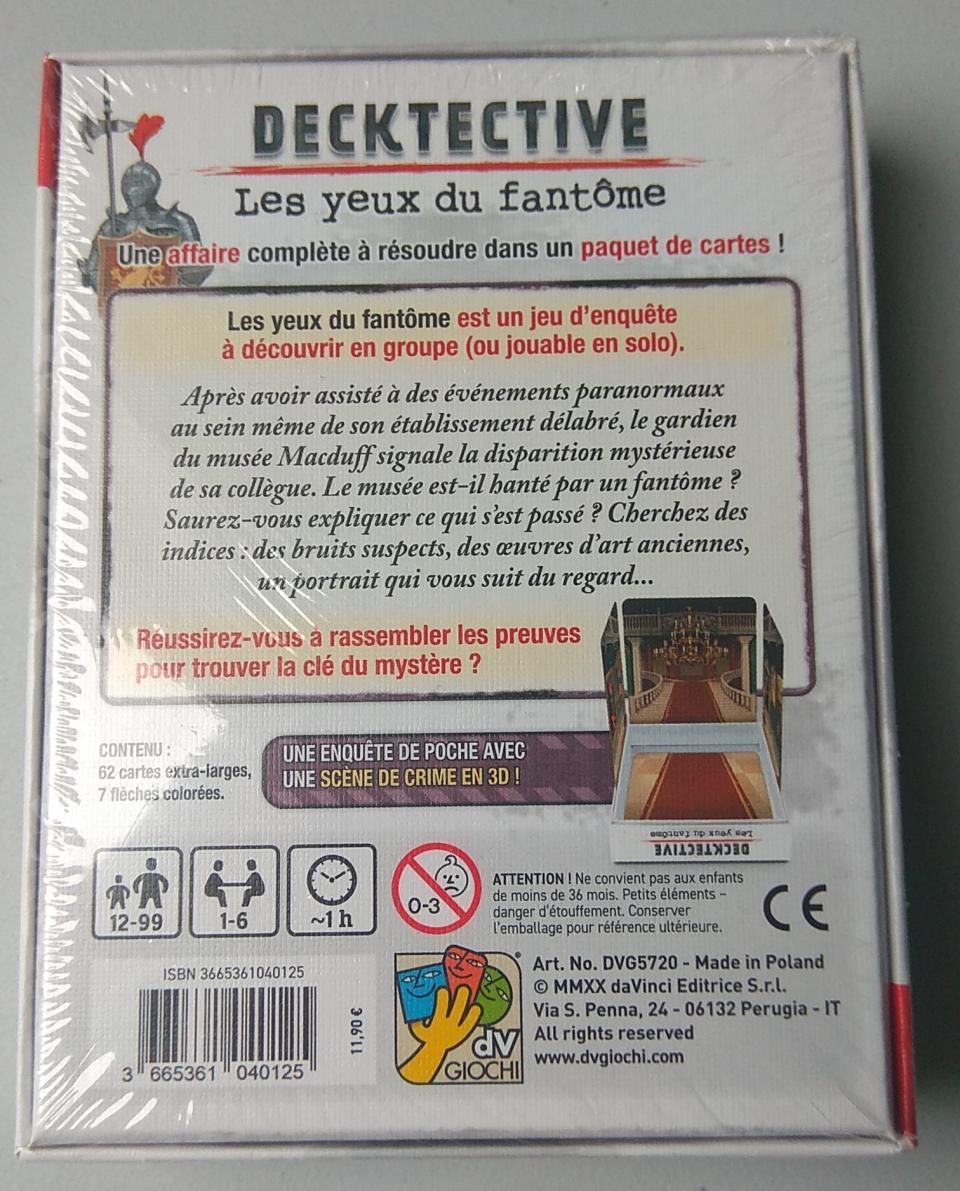 DECKTECTIVE
Les yeux du fantôme
Une affaire complète à résoudre dans un paquet de cartes !
Les yeux du fantôme est un jeu d'enquête
à découvrir en groupe (ou jouable en solo).
Après avoir assisté à des événements paranormaux
au sein même de son établissement délabré, le gardien
du musée Macduff signale la disparition mystérieuse
de sa collègue. Le musée est-il hanté par un fantôme ?
Saurez-vous expliquer ce qui s'est passé ? Cherchez des
indices : des bruits suspects, des œuvres d'art anciennes,
un portrait qui vous suit du regard...
Réussirez-vous à rassembler les preuves
pour trouver la clé du mystère ?
CONTENU :
62 cartes extra-larges,
7 flèches colorées.
UNE ENQUÊTE DE POCHE AVEC
UNE SCÈNE DE CRIME EN 3D !
Les yeux du fantôme
DECKTECTIVE
12-99
1-6
~1 h
0-3
ATTENTION ! Ne convient pas aux enfants
de moins de 36 mois. Petits éléments –
danger d'étouffement. Conserver
l'emballage pour référence ultérieure.
CE
ISBN 3665361040125
3 665361 040125
11,90 €
dV
GIOCHI
Art. No. DVG5720 - Made in Poland
© MMXX daVinci Editrice S.r.l.
Via S. Penna, 24 - 06132 Perugia - IT
All rights reserved
www.dvgiochi.com